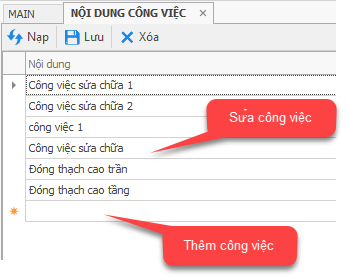 MAIN NỘI DUNG CÔNG VIỆC
Nạp Lưu Xóa
Nội dung
Công việc sửa chữa 1
Công việc sửa chữa 2
công việc 1
Sửa công việc
Công việc sửa chữa
Đóng thạch cao trần
Đóng thạch cao tầng
Thêm công việc